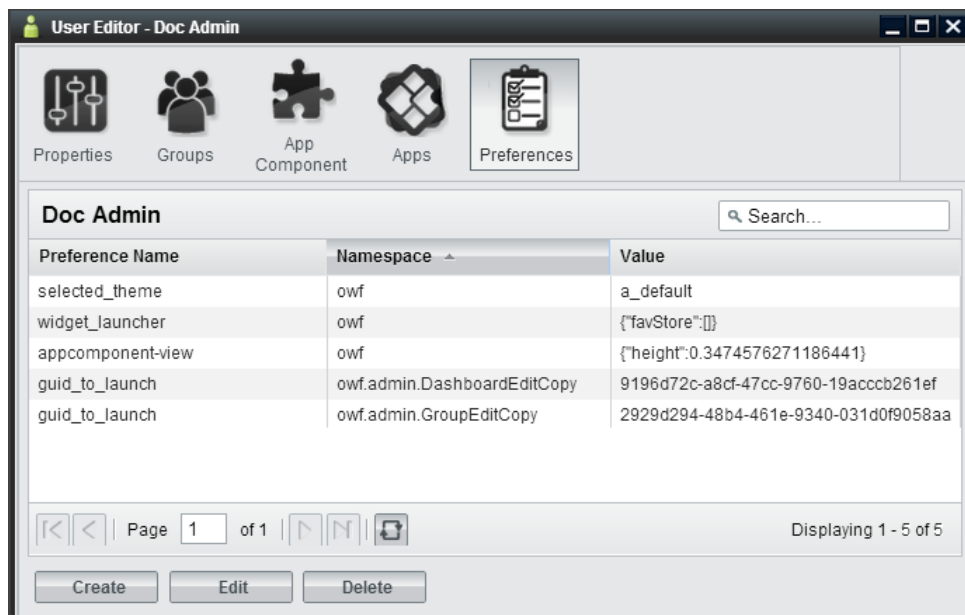 User Editor - Doc Admin
Properties Groups App Component Apps Preferences
Doc Admin Search...
Preference Name Namespace Value
selected_theme owf a_default
widget_launcher owf {"favStore":[]}
appcomponent-view owf {"height":0.3474576271186441}
guid_to_launch owf.admin.DashboardEditCopy 9196d72c-a8cf-47cc-9760-19acccb261ef
guid_to_launch owf.admin.GroupEditCopy 2929d294-48b4-461e-9340-031d0f9058aa
Page 1 of 1 Displaying 1 - 5 of 5
Create Edit Delete